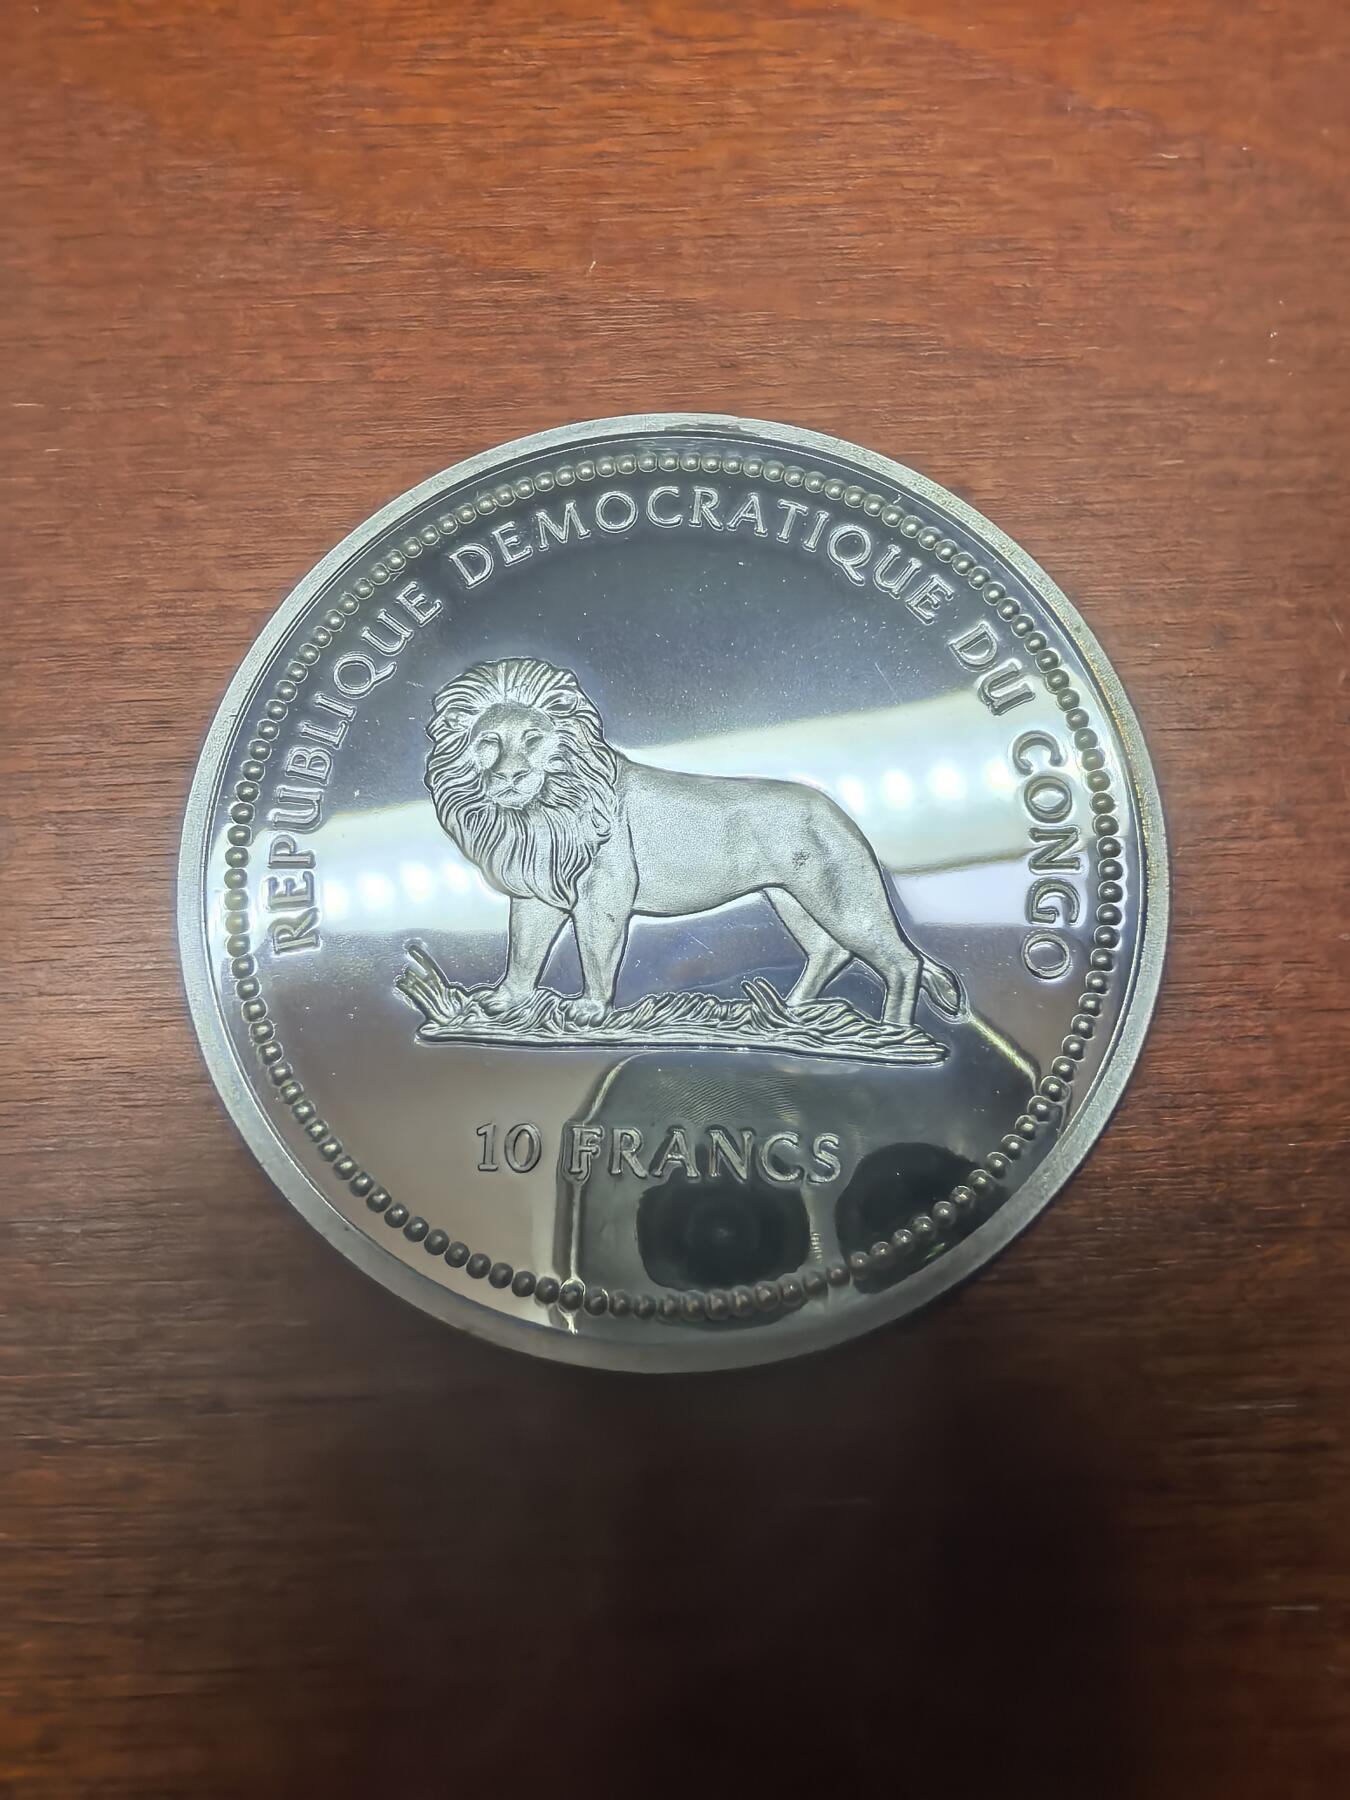 REPUBLIQUE DEMOCRATIQUE DU CONGO
10 FRANCS